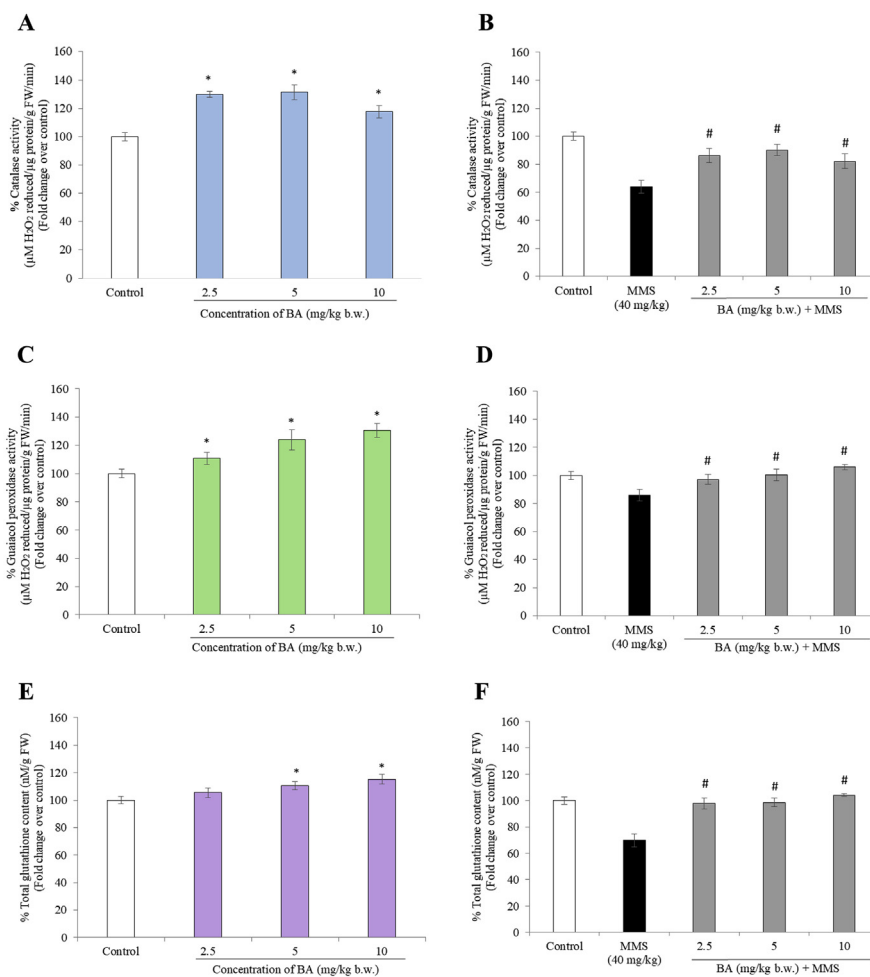 A
% Catalase activity
(µM H2O2 reduced/µg protein/g FW/min)
(Fold change over control)
160
140
120
100
80
60
40
20
0
*
*
*
Control
2.5
5
10
Concentration of BA (mg/kg b.w.)
B
% Catalase activity
(µM H2O2 reduced/µg protein/g FW/min)
(Fold change over control)
160
140
120
100
80
60
40
20
0
#
#
#
Control
MMS
(40 mg/kg)
2.5
5
10
BA (mg/kg b.w.) + MMS
C
% Guaiacol peroxidase activity
(µM H2O2 reduced/µg protein/g FW/min)
(Fold change over control)
160
140
120
100
80
60
40
20
0
*
*
*
Control
2.5
5
10
Concentration of BA (mg/kg b.w.)
D
% Guaiacol peroxidase activity
(µM H2O2 reduced/µg protein/g FW/min)
(Fold change over control)
160
140
120
100
80
60
40
20
0
#
#
#
Control
MMS
(40 mg/kg)
2.5
5
10
BA (mg/kg b.w.) + MMS
E
% Total glutathione content (nM/g FW)
(Fold change over control)
160
140
120
100
80
60
40
20
0
*
*
Control
2.5
5
10
Concentration of BA (mg/kg b.w.)
F
% Total glutathione content (nM/g FW)
(Fold change over control)
160
140
120
100
80
60
40
20
0
#
#
#
Control
MMS
(40 mg/kg)
2.5
5
10
BA (mg/kg b.w.) + MMS